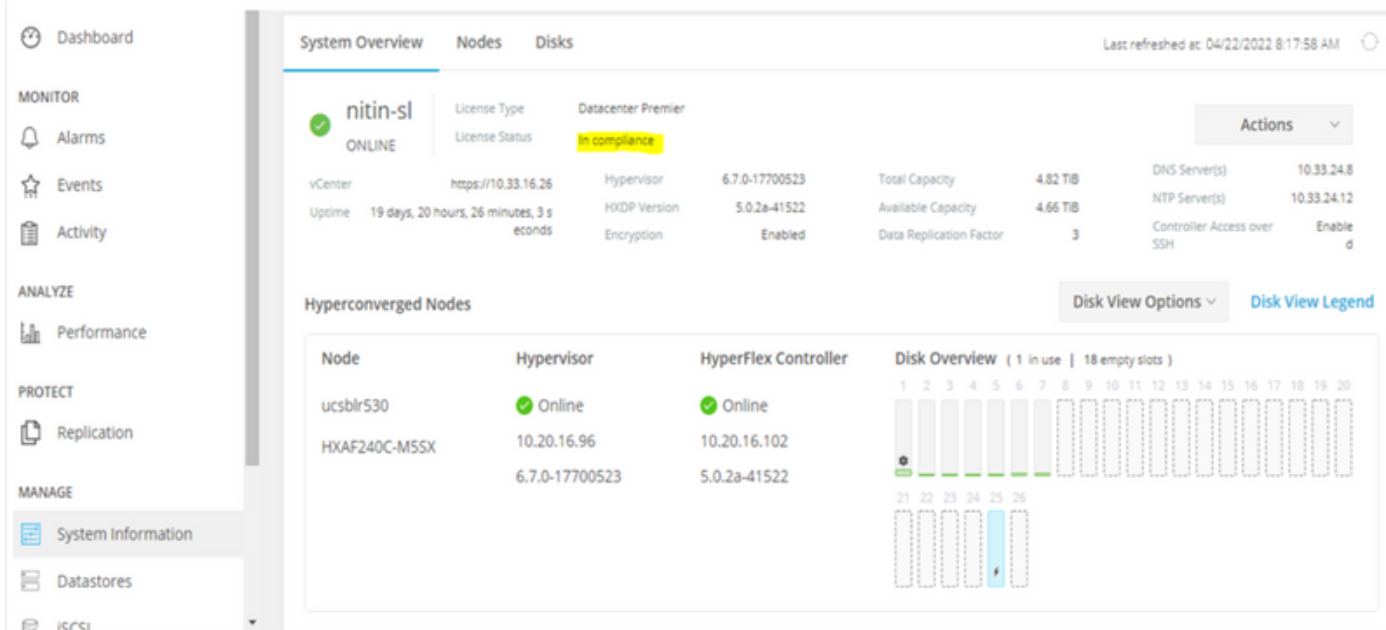 Dashboard
MONITOR
Alarms
Events
Activity
ANALYZE
Performance
PROTECT
Replication
MANAGE
System Information
Datastores
iSCSI
System Overview Nodes Disks
Last refreshed at: 04/22/2022 8:17:58 AM
nitin-sl
ONLINE
License Type Datacenter Premier
License Status In compliance
Actions
vCenter https://10.33.16.26
Uptime 19 days, 20 hours, 26 minutes, 3 s
econds
Hypervisor 6.7.0-17700523
HXDP Version 5.0.2a-41522
Encryption Enabled
Total Capacity 4.82 TiB
Available Capacity 4.66 TiB
Data Replication Factor 3
DNS Server(s) 10.33.24.8
NTP Server(s) 10.33.24.12
Controller Access over Enable
SSH d
Hyperconverged Nodes
Disk View Options Disk View Legend
Node Hypervisor HyperFlex Controller Disk Overview ( 1 in use | 18 empty slots )
1 2 3 4 5 6 7 8 9 10 11 12 13 14 15 16 17 18 19 20
ucsblr530 Online Online
HXAF240C-M5SX 10.20.16.96 10.20.16.102
6.7.0-17700523 5.0.2a-41522
21 22 23 24 25 26